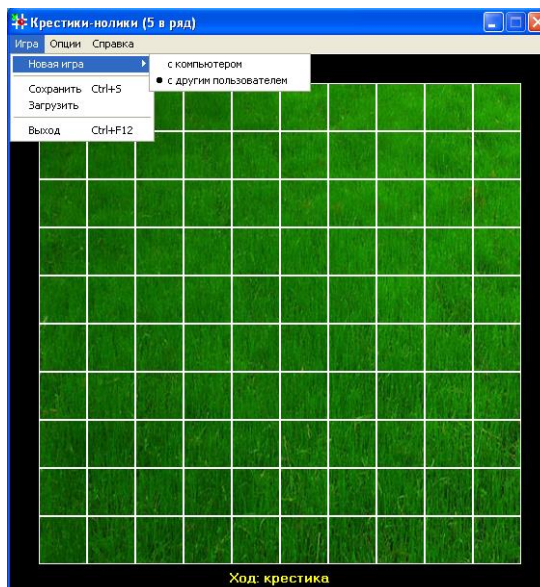 Крестики-нолики (5 в ряд)
Игра Опции Справка
Новая игра
с компьютером
с другим пользователем
Сохранить Ctrl+S
Загрузить
Выход Ctrl+F12
Ход: крестика